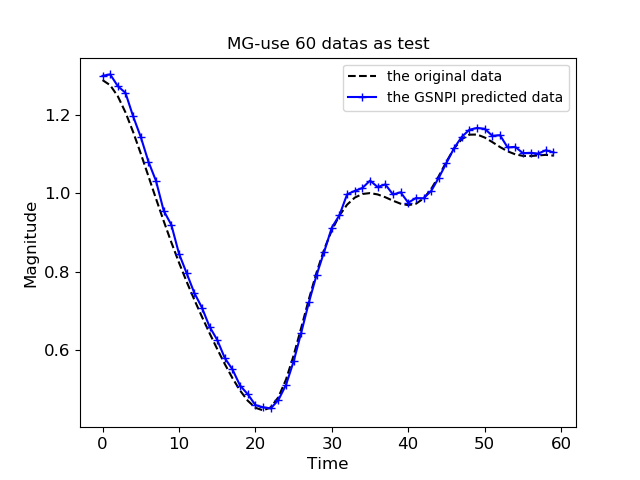 MG-use 60 datas as test
the original data
the GSNPI predicted data
1.2
1.0
0.8
0.6
Magnitude
0 10 20 30 40 50 60
Time